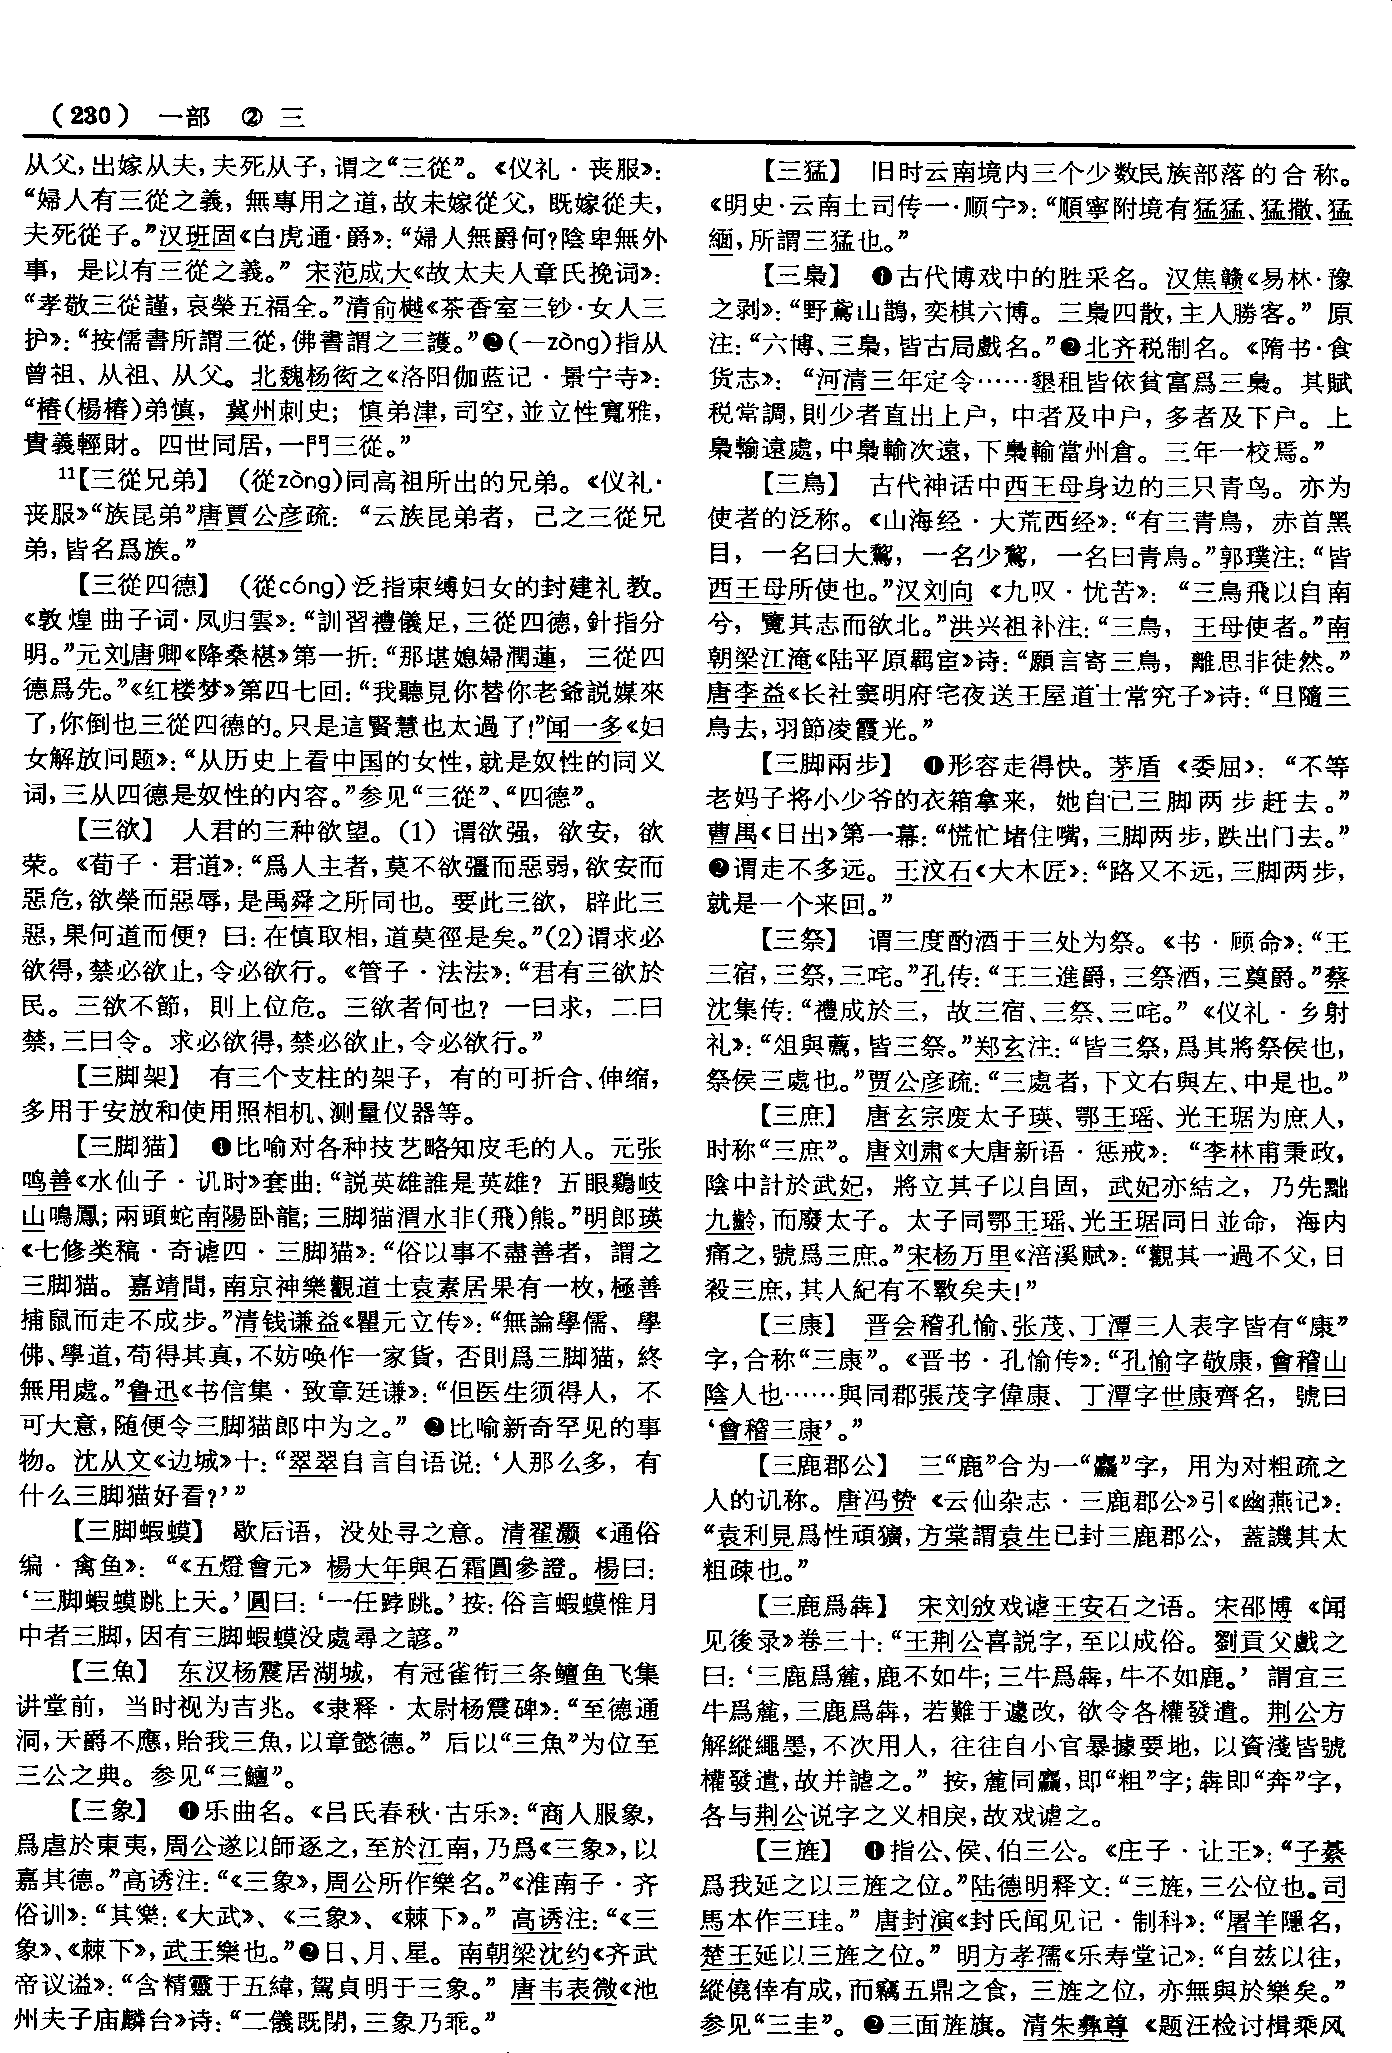 （230） 一部 ② 三
从父，出嫁从夫，夫死从子，谓之“三從”。《仪礼·丧服》：
“婦人有三從之義，無專用之道，故未嫁從父，既嫁從夫，
夫死從子。”汉班固《白虎通·爵》：“婦人無爵何？陰卑無外
事，是以有三從之義。”宋范成大《故太夫人章氏挽词》：
“孝敬三從謹，哀榮五福全。”清俞樾《茶香室三钞·女人三
护》：“按儒書所謂三從，佛書謂之三護。”❷（一zòng）指从
曾祖、从祖、从父。北魏杨衒之《洛阳伽蓝记·景宁寺》：
“椿（楊椿）弟慎，冀州刺史；慎弟津，司空，並立性寬雅，
貴義輕財。四世同居，一門三從。”
11【三從兄弟】（從zòng）同高祖所出的兄弟。《仪礼·
丧服》“族昆弟”唐賈公彦疏：“云族昆弟者，己之三從兄
弟，皆名爲族。”
【三從四德】（從cóng）泛指束缚妇女的封建礼教。
《敦煌曲子词·凤归雲》：“訓習禮儀足，三從四德，針指分
明。”元刘唐卿《降桑椹》第一折：“那堪媳婦潤蓮，三從四
德爲先。”《红楼梦》第四七回：“我聽見你替你老爺説媒來
了，你倒也三從四德的。只是這賢慧也太過了！”闻一多《妇
女解放问题》：“从历史上看中国的女性，就是奴性的同义
词，三从四德是奴性的内容。”参见“三從”、“四德”。
【三欲】 人君的三种欲望。（1）谓欲强，欲安，欲
荣。《荀子·君道》：“爲人主者，莫不欲彊而惡弱，欲安而
惡危，欲榮而惡辱，是禹舜之所同也。要此三欲，辟此三
惡，果何道而便？曰：在慎取相，道莫徑是矣。”（2）谓求必
欲得，禁必欲止，令必欲行。《管子·法法》：“君有三欲於
民。三欲不節，則上位危。三欲者何也？一曰求，二曰
禁，三曰令。求必欲得，禁必欲止，令必欲行。”
【三脚架】 有三个支柱的架子，有的可折合、伸缩，
多用于安放和使用照相机、测量仪器等。
【三脚猫】 ❶比喻对各种技艺略知皮毛的人。元张
鸣善《水仙子·讥时》套曲：“説英雄誰是英雄？五眼鷄岐
山鳴鳳；兩頭蛇南陽卧龍；三脚猫渭水非（飛）熊。”明郎瑛
《七修类稿·奇谑四·三脚猫》：“俗以事不盡善者，謂之
三脚猫。嘉靖間，南京神樂觀道士袁素居果有一枚，極善
捕鼠而走不成步。”清钱谦益《瞿元立传》：“無論學儒、學
佛、學道，苟得其真，不妨唤作一家貨，否則爲三脚猫，終
無用處。”鲁迅《书信集·致章廷谦》：“但医生须得人，不
可大意，随便令三脚猫郎中为之。”❷比喻新奇罕见的事
物。沈从文《边城》十：“翠翠自言自语说：‘人那么多，有
什么三脚猫好看？’”
【三脚蝦蟆】 歇后语，没处寻之意。清翟灏《通俗
编·禽鱼》：“《五燈會元》楊大年與石霜圓參證。楊曰：
‘三脚蝦蟆跳上天。’圓曰：‘一任踍跳。’按：俗言蝦蟆惟月
中者三脚，因有三脚蝦蟆没處尋之諺。”
【三魚】 东汉杨震居湖城，有冠雀衔三条鱣鱼飞集
讲堂前，当时视为吉兆。《隶释·太尉杨震碑》：“至德通
洞，天爵不應，貽我三魚，以章懿德。”后以“三魚”为位至
三公之典。参见“三鱣”。
【三象】 ❶乐曲名。《吕氏春秋·古乐》：“商人服象，
爲虐於東夷，周公遂以師逐之，至於江南，乃爲《三象》，以
嘉其德。”高诱注：“《三象》，周公所作樂名。”《淮南子·齐
俗训》：“其樂：《大武》、《三象》、《棘下》。”高诱注：“《三
象》、《棘下》，武王樂也。”❷日、月、星。南朝梁沈约《齐武
帝议谥》：“含精靈于五緯，駕貞明于三象。”唐韦表微《池
州夫子庙麟台》诗：“二儀既閉，三象乃乖。”
【三猛】 旧时云南境内三个少数民族部落的合称。
《明史·云南土司传一·顺宁》：“順寧附境有猛猛、猛撒、猛
緬，所謂三猛也。”
【三梟】 ❶古代博戏中的胜采名。汉焦赣《易林·豫
之剥》：“野鳶山鵲，奕棋六博。三梟四散，主人勝客。”原
注：“六博、三梟，皆古局戲名。”❷北齐税制名。《隋书·食
货志》：“河清三年定令……墾租皆依貧富爲三梟。其賦
税常調，則少者直出上户，中者及中户，多者及下户。上
梟輸遠處，中梟輸次遠，下梟輸當州倉。三年一校焉。”
【三鳥】 古代神话中西王母身边的三只青鸟。亦为
使者的泛称。《山海经·大荒西经》：“有三青鳥，赤首黑
目，一名曰大鵹，一名少鵹，一名曰青鳥。”郭璞注：“皆
西王母所使也。”汉刘向《九叹·忧苦》：“三鳥飛以自南
兮，覽其志而欲北。”洪兴祖补注：“三鳥，王母使者。”南
朝梁江淹《陆平原羁宦》诗：“願言寄三鳥，離思非徒然。”
唐李益《长社窦明府宅夜送王屋道士常究子》诗：“旦隨三
鳥去，羽節凌霞光。”
【三脚兩步】 ❶形容走得快。茅盾《委屈》：“不等
老妈子将小少爷的衣箱拿来，她自己三脚两步赶去。”
曹禺《日出》第一幕：“慌忙堵住嘴，三脚两步，跌出门去。”
❷谓走不多远。王汶石《大木匠》：“路又不远，三脚两步，
就是一个来回。”
【三祭】 谓三度酌酒于三处为祭。《书·顾命》：“王
三宿，三祭，三咤。”孔传：“王三進爵，三祭酒，三奠爵。”蔡
沈集传：“禮成於三，故三宿、三祭、三咤。”《仪礼·乡射
礼》：“俎與薦，皆三祭。”郑玄注：“皆三祭，爲其將祭侯也，
祭侯三處也。”贾公彦疏：“三處者，下文右與左、中是也。”
【三庶】 唐玄宗废太子瑛、鄂王瑶、光王琚为庶人，
时称“三庶”。唐刘肃《大唐新语·惩戒》：“李林甫秉政，
陰中計於武妃，將立其子以自固，武妃亦結之，乃先黜
九齡，而廢太子。太子同鄂王瑶、光王琚同日並命，海内
痛之，號爲三庶。”宋杨万里《浯溪赋》：“觀其一過不父，日
殺三庶，其人紀有不斁矣夫！”
【三康】 晋会稽孔愉、张茂、丁潭三人表字皆有“康”
字，合称“三康”。《晋书·孔愉传》：“孔愉字敬康，會稽山
陰人也……與同郡張茂字偉康、丁潭字世康齊名，號曰
‘會稽三康’。”
【三鹿郡公】 三“鹿”合为一“麤”字，用为对粗疏之
人的讥称。唐冯贽《云仙杂志·三鹿郡公》引《幽燕记》：
“袁利見爲性頑獷，方棠謂袁生已封三鹿郡公，蓋譏其太
粗疎也。”
【三鹿爲犇】 宋刘攽戏谑王安石之语。宋邵博《闻
见後录》卷三十：“王荆公喜説字，至以成俗。劉貢父戲之
曰：‘三鹿爲麄，鹿不如牛；三牛爲犇，牛不如鹿。’謂宜三
牛爲麄，三鹿爲犇，若難于遽改，欲令各權發遣。荆公方
解縱繩墨，不次用人，往往自小官暴據要地，以資淺皆號
權發遣，故并謔之。”按，麄同麤，即“粗”字；犇即“奔”字，
各与荆公说字之义相戾，故戏谑之。
【三旌】 ❶指公、侯、伯三公。《庄子·让王》：“子綦
爲我延之以三旌之位。”陆德明释文：“三旌，三公位也。司
馬本作三珪。”唐封演《封氏闻见记·制科》：“屠羊隱名，
楚王延以三旌之位。”明方孝孺《乐寿堂记》：“自兹以往，
縱僥倖有成，而竊五鼎之食，三旌之位，亦無與於樂矣。”
参见“三圭”。❷三面旌旗。清朱彝尊《题汪检讨楫乘风